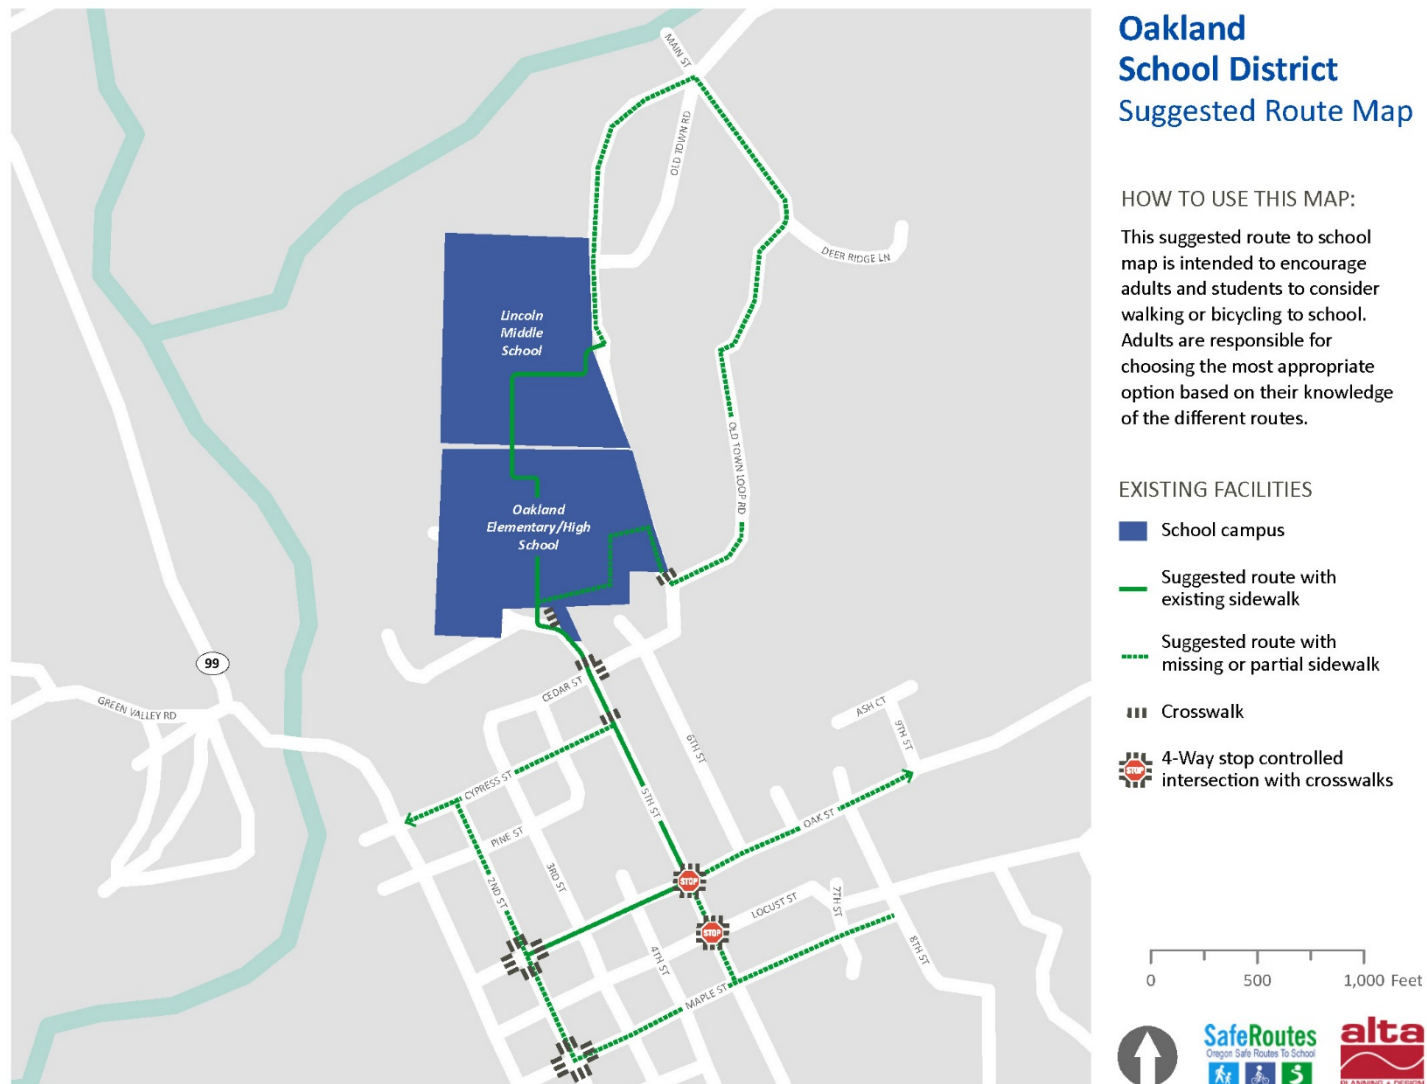 Oakland
School District
Suggested Route Map
HOW TO USE THIS MAP:
This suggested route to school
map is intended to encourage
adults and students to consider
walking or bicycling to school.
Adults are responsible for
choosing the most appropriate
option based on their knowledge
of the different routes.
EXISTING FACILITIES
School campus
Suggested route with
existing sidewalk
Suggested route with
missing or partial sidewalk
Crosswalk
STOP
4-Way stop controlled
intersection with crosswalks
0 500 1,000 Feet
SafeRoutes
Oregon Safe Routes To School
alta
PLANNING + DESIGN
MAIN ST
OLD TOWN RD
DEER RIDGE LN
Lincoln
Middle
School
OLD TOWN LOOP RD
Oakland
Elementary/High
School
99
GREEN VALLEY RD
CEDAR ST
ASH CT
9TH ST
6TH ST
CYPRESS ST
5TH ST
OAK ST
PINE ST
3RD ST
2ND ST
STOP
LOCUST ST
7TH ST
STOP
4TH ST
8TH ST
MAPLE ST